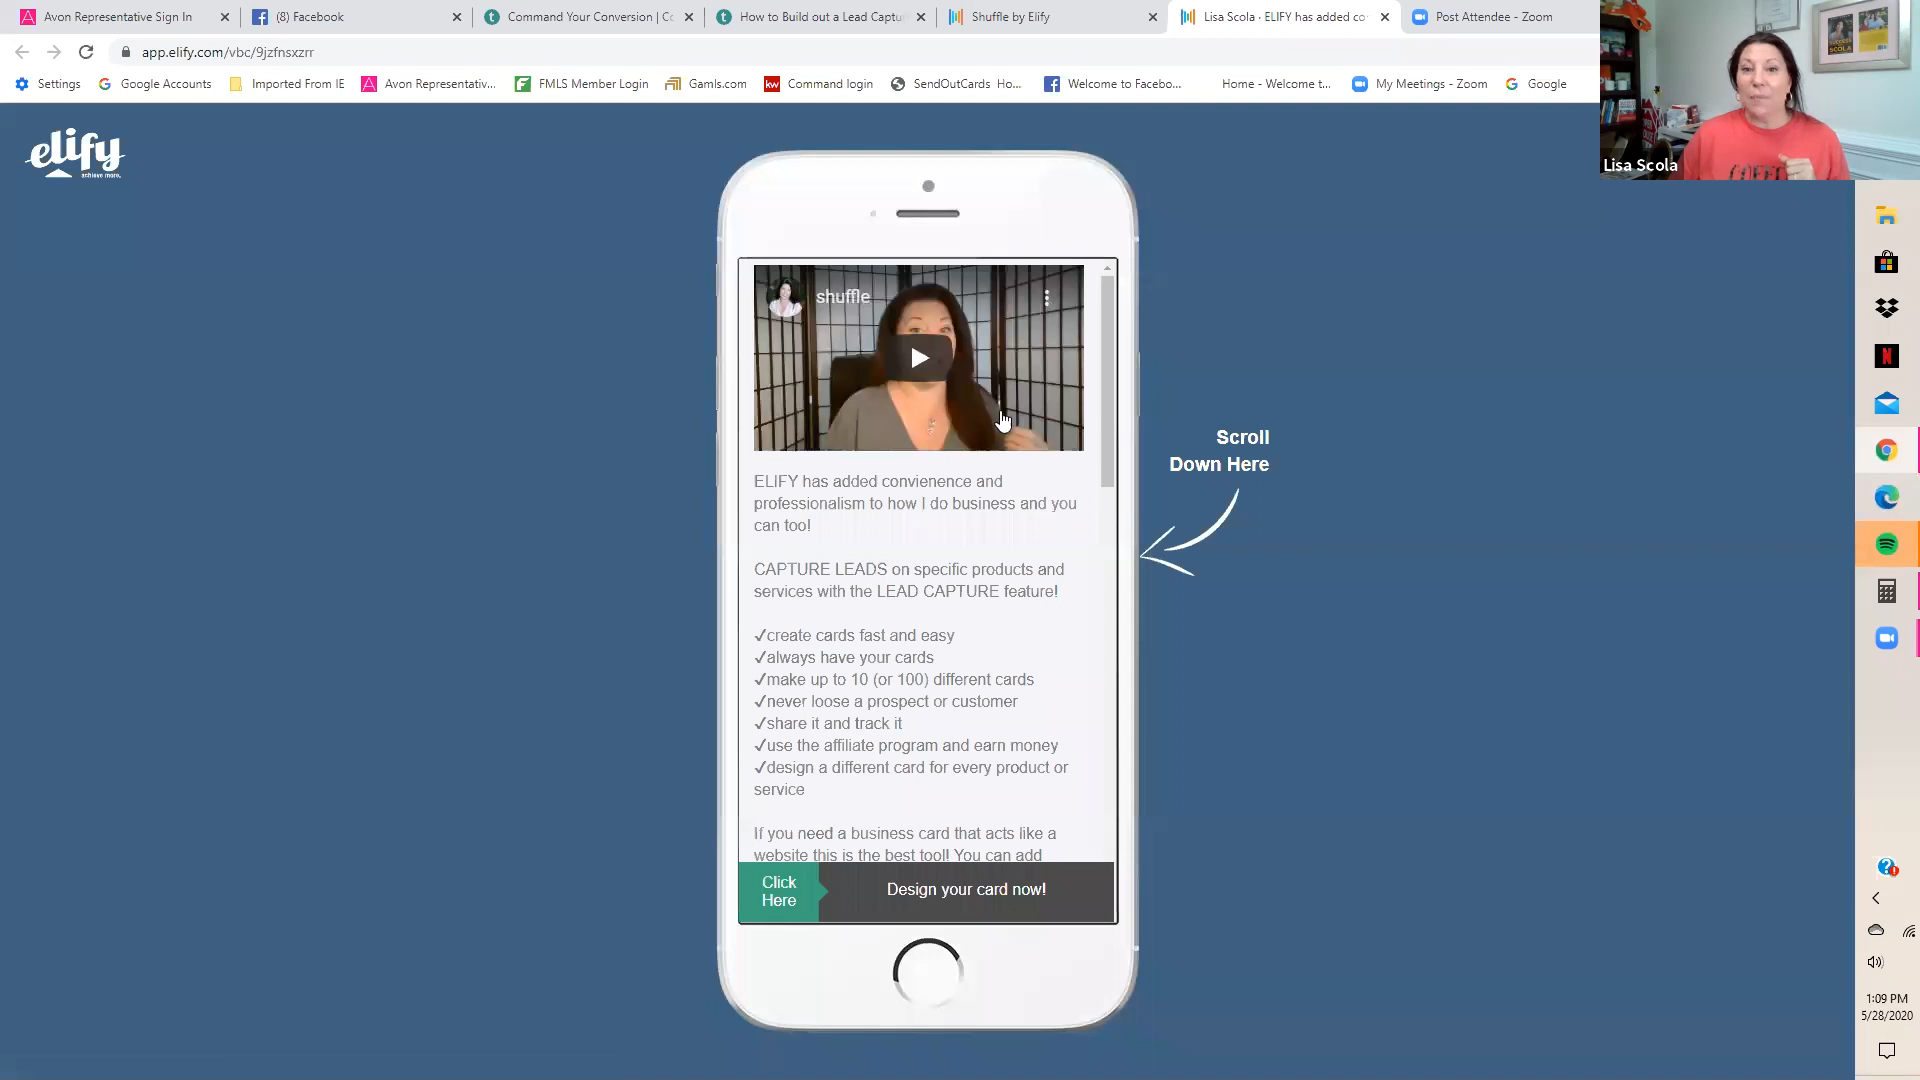 Avon Representative Sign In
(8) Facebook
Command Your Conversion | Co
How to Build out a Lead Captu
Shuffle by Elify
Lisa Scola · ELIFY has added co
Post Attendee - Zoom
app.elify.com/vbc/9jzfnsxzrr
Settings
Google Accounts
Imported From IE
Avon Representativ...
FMLS Member Login
Gamls.com
kw
Command login
SendOutCards Ho...
Welcome to Facebo...
Home - Welcome t...
My Meetings - Zoom
Google
SUCCESS
SCOLA
COFFEE
Lisa Scola
elify
achieve more.
shuffle
Scroll
Down Here
ELIFY has added convienence and
professionalism to how I do business and you
can too!
CAPTURE LEADS on specific products and
services with the LEAD CAPTURE feature!
✓create cards fast and easy
✓always have your cards
✓make up to 10 (or 100) different cards
✓never loose a prospect or customer
✓share it and track it
✓use the affiliate program and earn money
✓design a different card for every product or
service
If you need a business card that acts like a
website this is the best tool! You can add
Click
Here
Design your card now!
1:09 PM
5/28/2020